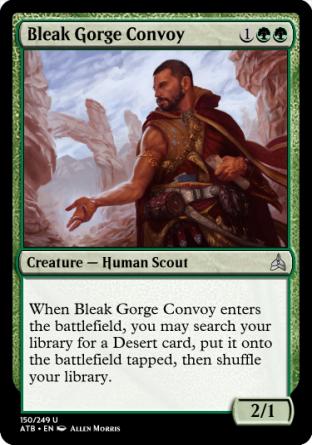 Bleak Gorge Convoy 1
Creature — Human Scout
When Bleak Gorge Convoy enters
the battlefield, you may search your
library for a Desert card, put it onto
the battlefield tapped, then shuffle
your library.
2/1
150/249 U
ATB • EN Allen Morris